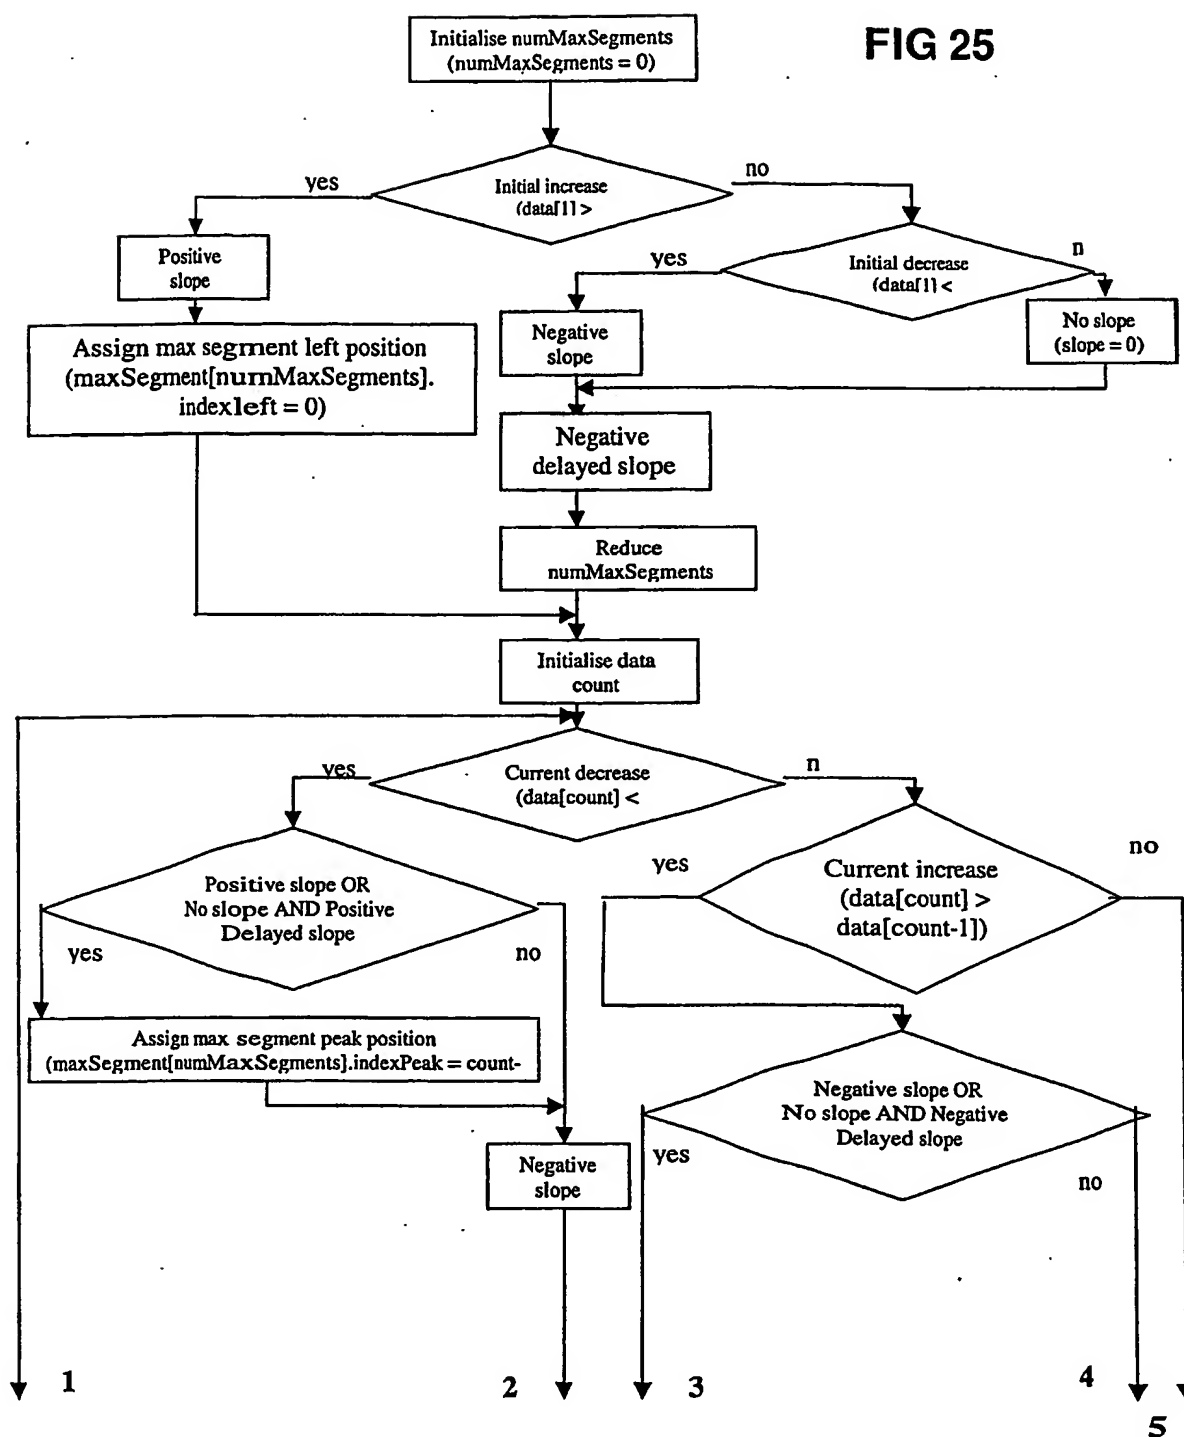 FIG 25
Initialise numMaxSegments
(numMaxSegments = 0)
yes
Initial increase
(data[1] >
no
Positive
slope
yes
Initial decrease
(data[1] <
n
Assign max segment left position
(maxSegment[numMaxSegments].
indexleft = 0)
Negative
slope
No slope
(slope = 0)
Negative
delayed slope
Reduce
numMaxSegments
Initialise data
count
yes
Current decrease
(data[count] <
n
Positive slope OR
No slope AND Positive
Delayed slope
yes
no
yes
Current increase
(data[count] >
data[count-1])
no
Assign max segment peak position
(maxSegment[numMaxSegments].indexPeak = count-
Negative slope OR
No slope AND Negative
Delayed slope
yes
no
Negative
slope
1
2
3
4
5